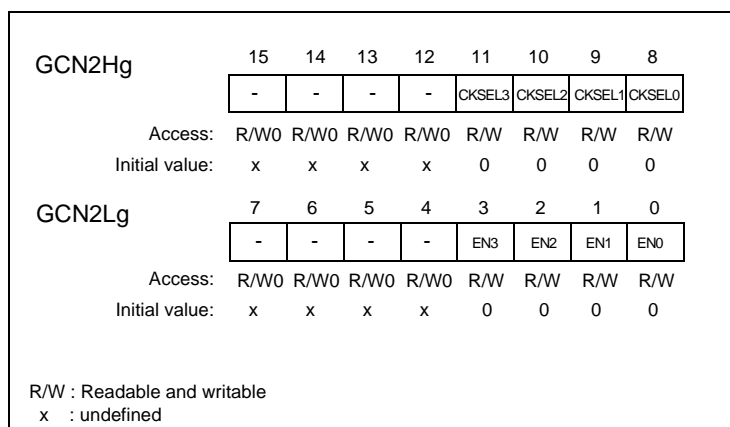 GCN2Hg 15 14 13 12 11 10 9 8
- - - - CKSEL3 CKSEL2 CKSEL1 CKSEL0
Access: R/W0 R/W0 R/W0 R/W0 R/W R/W R/W R/W
Initial value: x x x x 0 0 0 0
GCN2Lg 7 6 5 4 3 2 1 0
- - - - EN3 EN2 EN1 EN0
Access: R/W0 R/W0 R/W0 R/W0 R/W R/W R/W R/W
Initial value: x x x x 0 0 0 0
R/W : Readable and writable
x : undefined